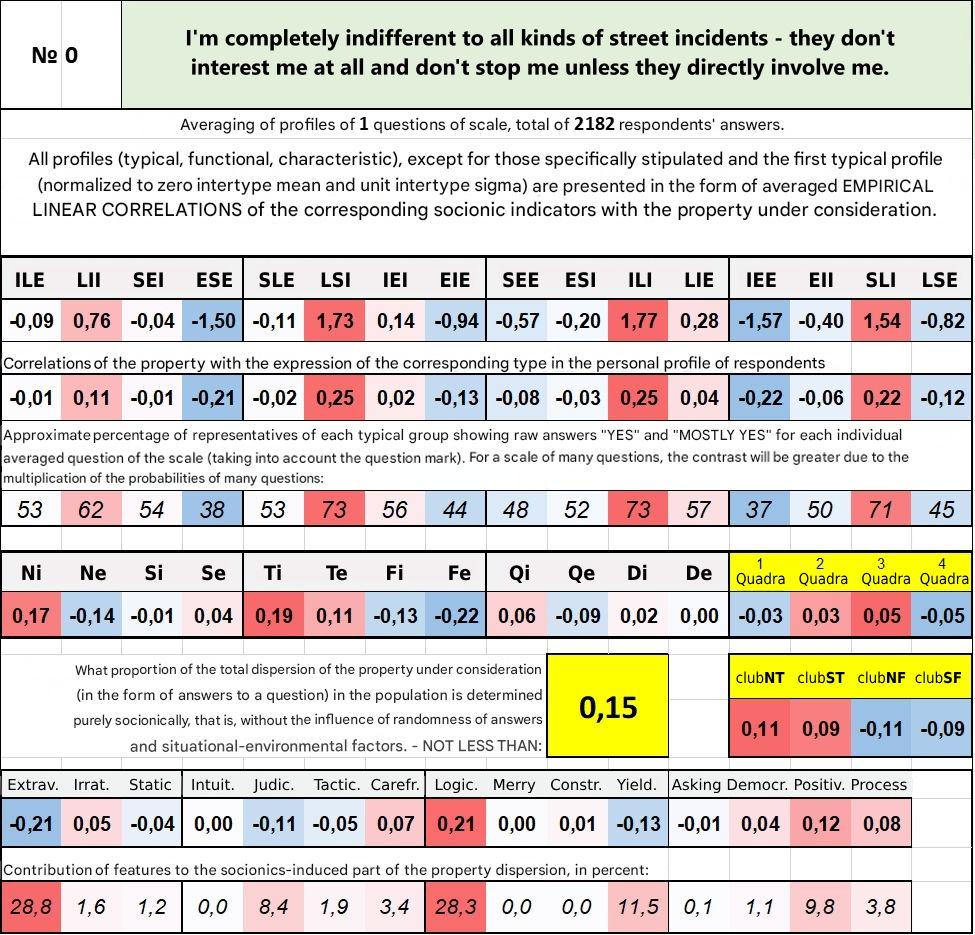 № 0
I'm completely indifferent to all kinds of street incidents - they don't
interest me at all and don't stop me unless they directly involve me.
Averaging of profiles of 1 questions of scale, total of 2182 respondents' answers.
All profiles (typical, functional, characteristic), except for those specifically stipulated and the first typical profile
(normalized to zero intertype mean and unit intertype sigma) are presented in the form of averaged EMPIRICAL
LINEAR CORRELATIONS of the corresponding socionic indicators with the property under consideration.
ILE LII SEI ESE SLE LSI IEI EIE SEE ESI ILI LIE IEE EII SLI LSE
-0,09 0,76 -0,04 -1,50 -0,11 1,73 0,14 -0,94 -0,57 -0,20 1,77 0,28 -1,57 -0,40 1,54 -0,82
Correlations of the property with the expression of the corresponding type in the personal profile of respondents
-0,01 0,11 -0,01 -0,21 -0,02 0,25 0,02 -0,13 -0,08 -0,03 0,25 0,04 -0,22 -0,06 0,22 -0,12
Approximate percentage of representatives of each typical group showing raw answers "YES" and "MOSTLY YES" for each individual
averaged question of the scale (taking into account the question mark). For a scale of many questions, the contrast will be greater due to the
multiplication of the probabilities of many questions:
53 62 54 38 53 73 56 44 48 52 73 57 37 50 71 45
Ni Ne Si Se Ti Te Fi Fe Qi Qe Di De 1 Quadra 2 Quadra 3 Quadra 4 Quadra
0,17 -0,14 -0,01 0,04 0,19 0,11 -0,13 -0,22 0,06 -0,09 0,02 0,00 -0,03 0,03 0,05 -0,05
What proportion of the total dispersion of the property under consideration
(in the form of answers to a question) in the population is determined
purely socionically, that is, without the influence of randomness of answers
and situational-environmental factors. - NOT LESS THAN:
0,15
clubNT clubST clubNF clubSF
0,11 0,09 -0,11 -0,09
Extrav. Irrat. Static Intuit. Judic. Tactic. Carefr. Logic. Merry Constr. Yield. Asking Democr. Positiv. Process
-0,21 0,05 -0,04 0,00 -0,11 -0,05 0,07 0,21 0,00 0,01 -0,13 -0,01 0,04 0,12 0,08
Contribution of features to the socionics-induced part of the property dispersion, in percent:
28,8 1,6 1,2 0,0 8,4 1,9 3,4 28,3 0,0 0,0 11,5 0,1 1,1 9,8 3,8